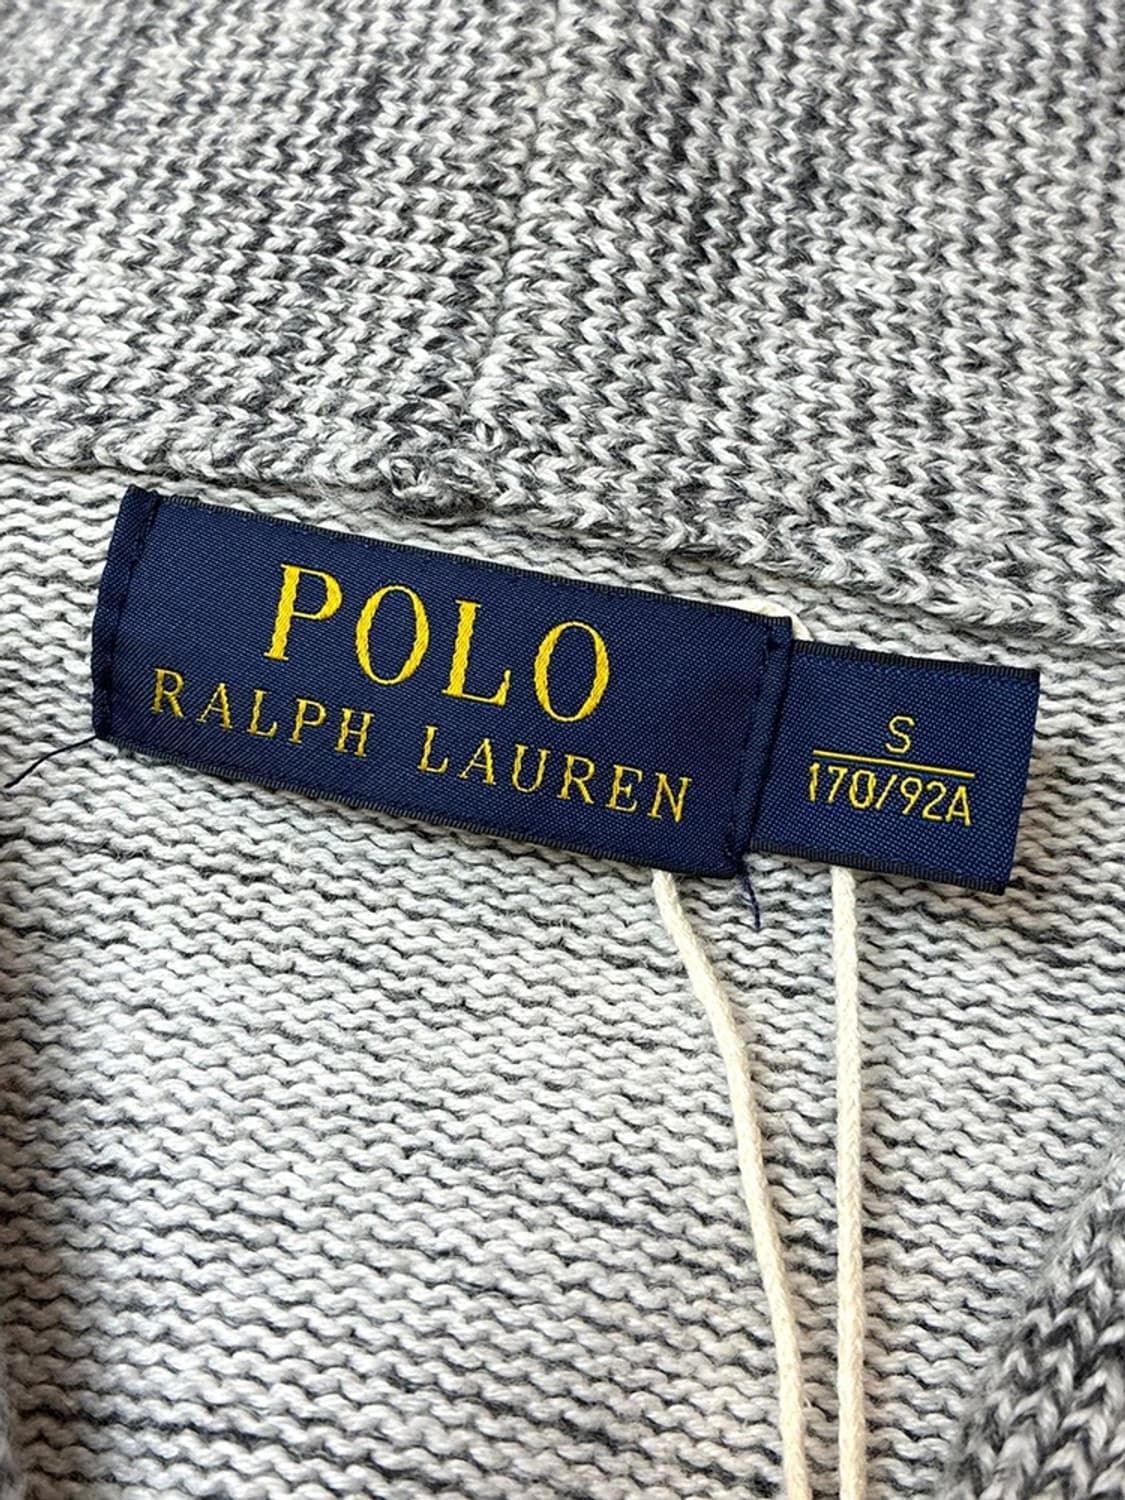 POLO
RALPH LAUREN
S
170/92A